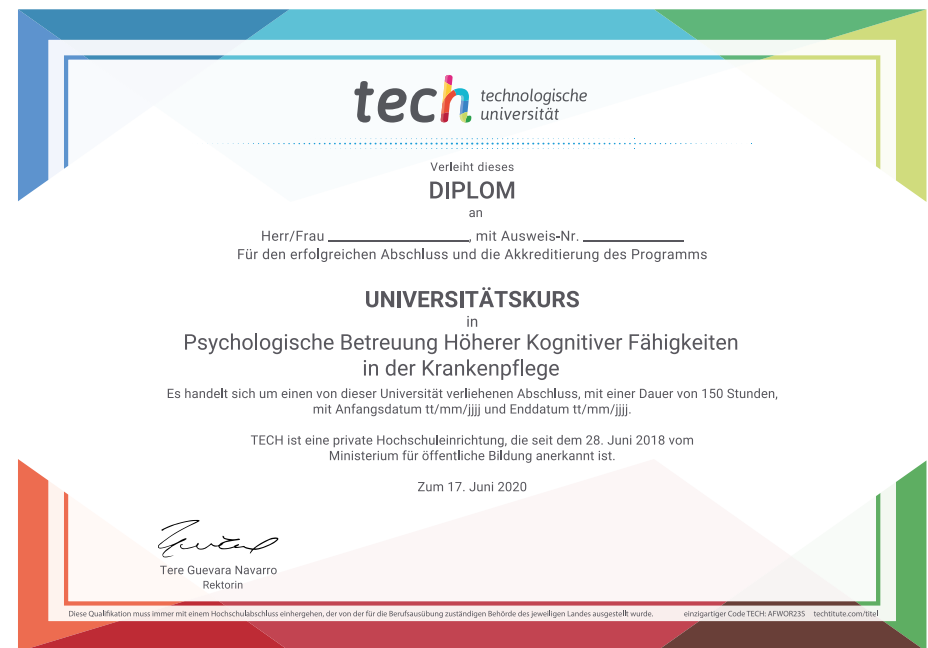 tech technologische
universität
Verleiht dieses
DIPLOM
an
Herr/Frau ____________________, mit Ausweis-Nr. ______________
Für den erfolgreichen Abschluss und die Akkreditierung des Programms
UNIVERSITÄTSKURS
in
Psychologische Betreuung Höherer Kognitiver Fähigkeiten
in der Krankenpflege
Es handelt sich um einen von dieser Universität verliehenen Abschluss, mit einer Dauer von 150 Stunden,
mit Anfangsdatum tt/mm/jjjj und Enddatum tt/mm/jjjj.
TECH ist eine private Hochschuleinrichtung, die seit dem 28. Juni 2018 vom
Ministerium für öffentliche Bildung anerkannt ist.
Zum 17. Juni 2020
Tere Guevara Navarro
Rektorin
Diese Qualifikation muss immer mit einem Hochschulabschluss einhergehen, der von der für die Berufsausübung zuständigen Behörde des jeweiligen Landes ausgestellt wurde. einzigartiger Code TECH: AFWOR23S techtitute.com/titel